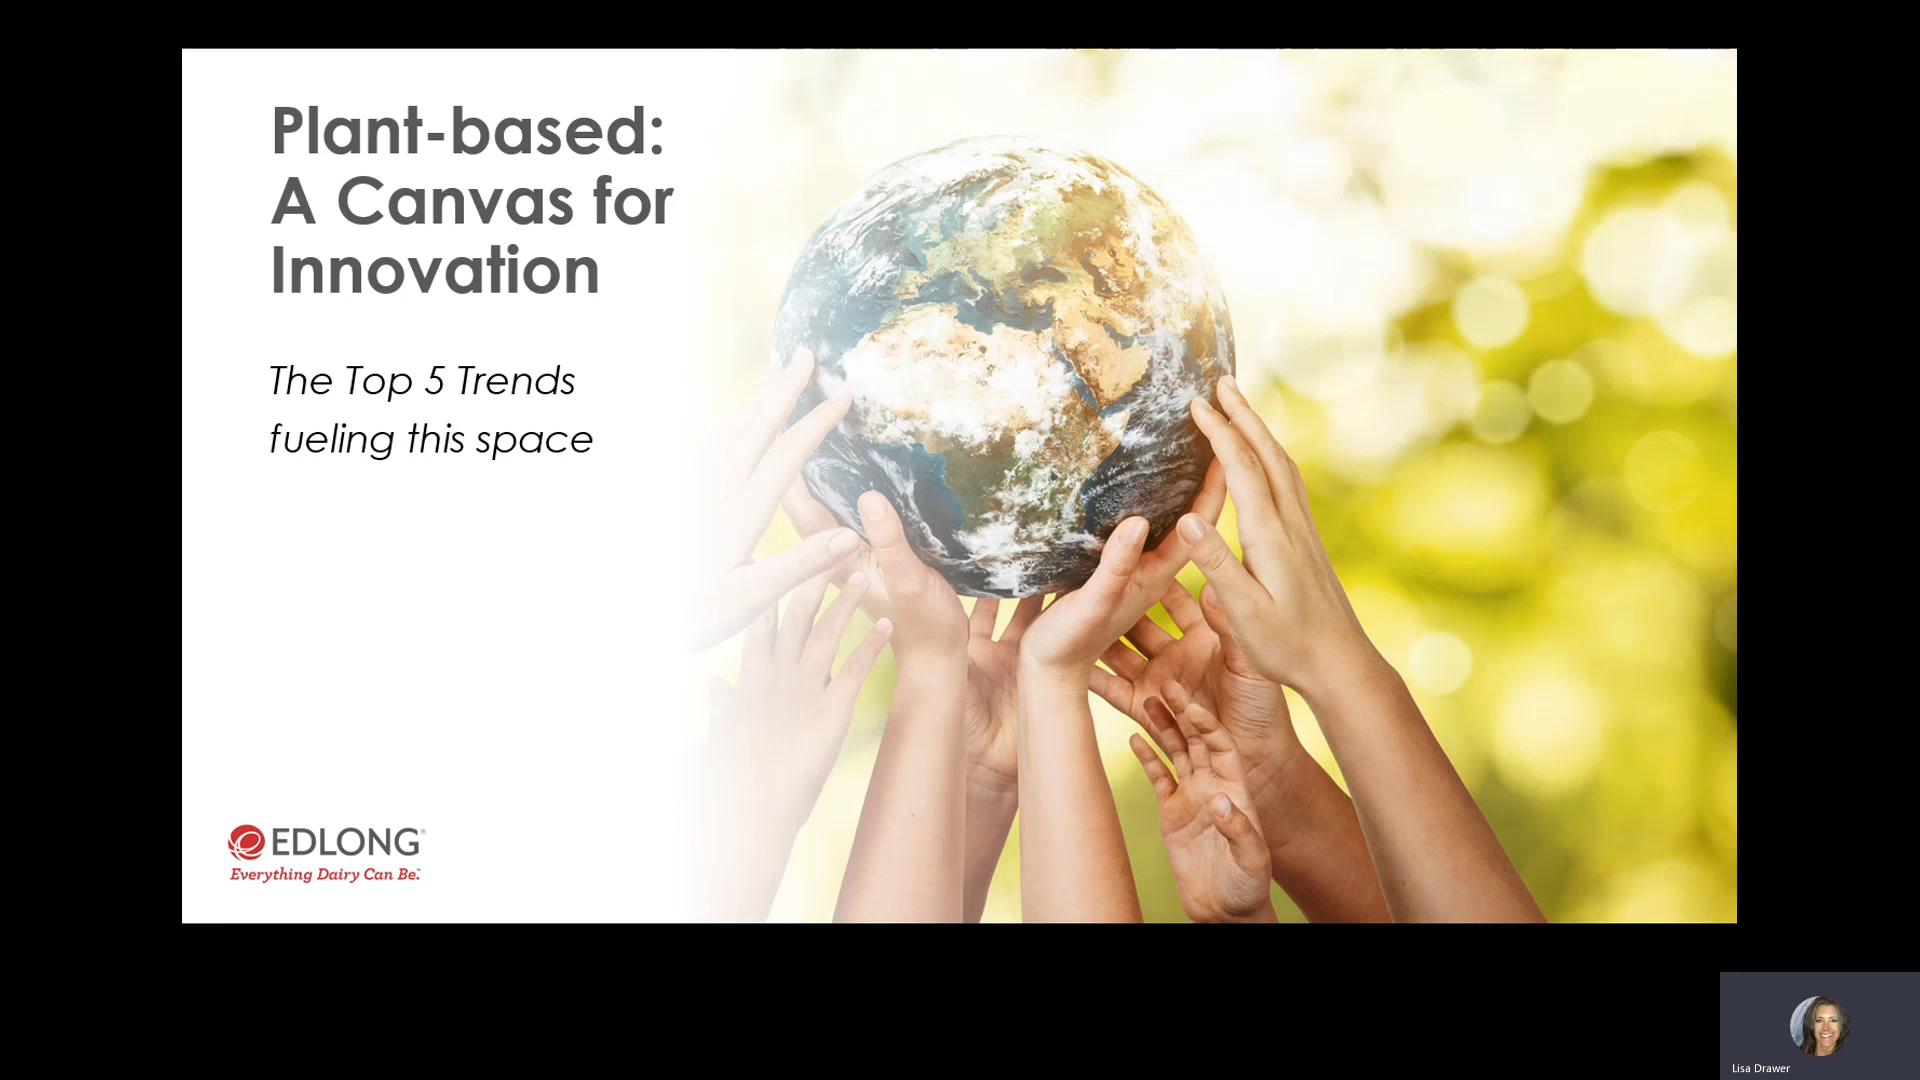 Plant-based:
A Canvas for
Innovation
The Top 5 Trends
fueling this space
EDLONG®
Everything Dairy Can Be.™
Lisa Drawer